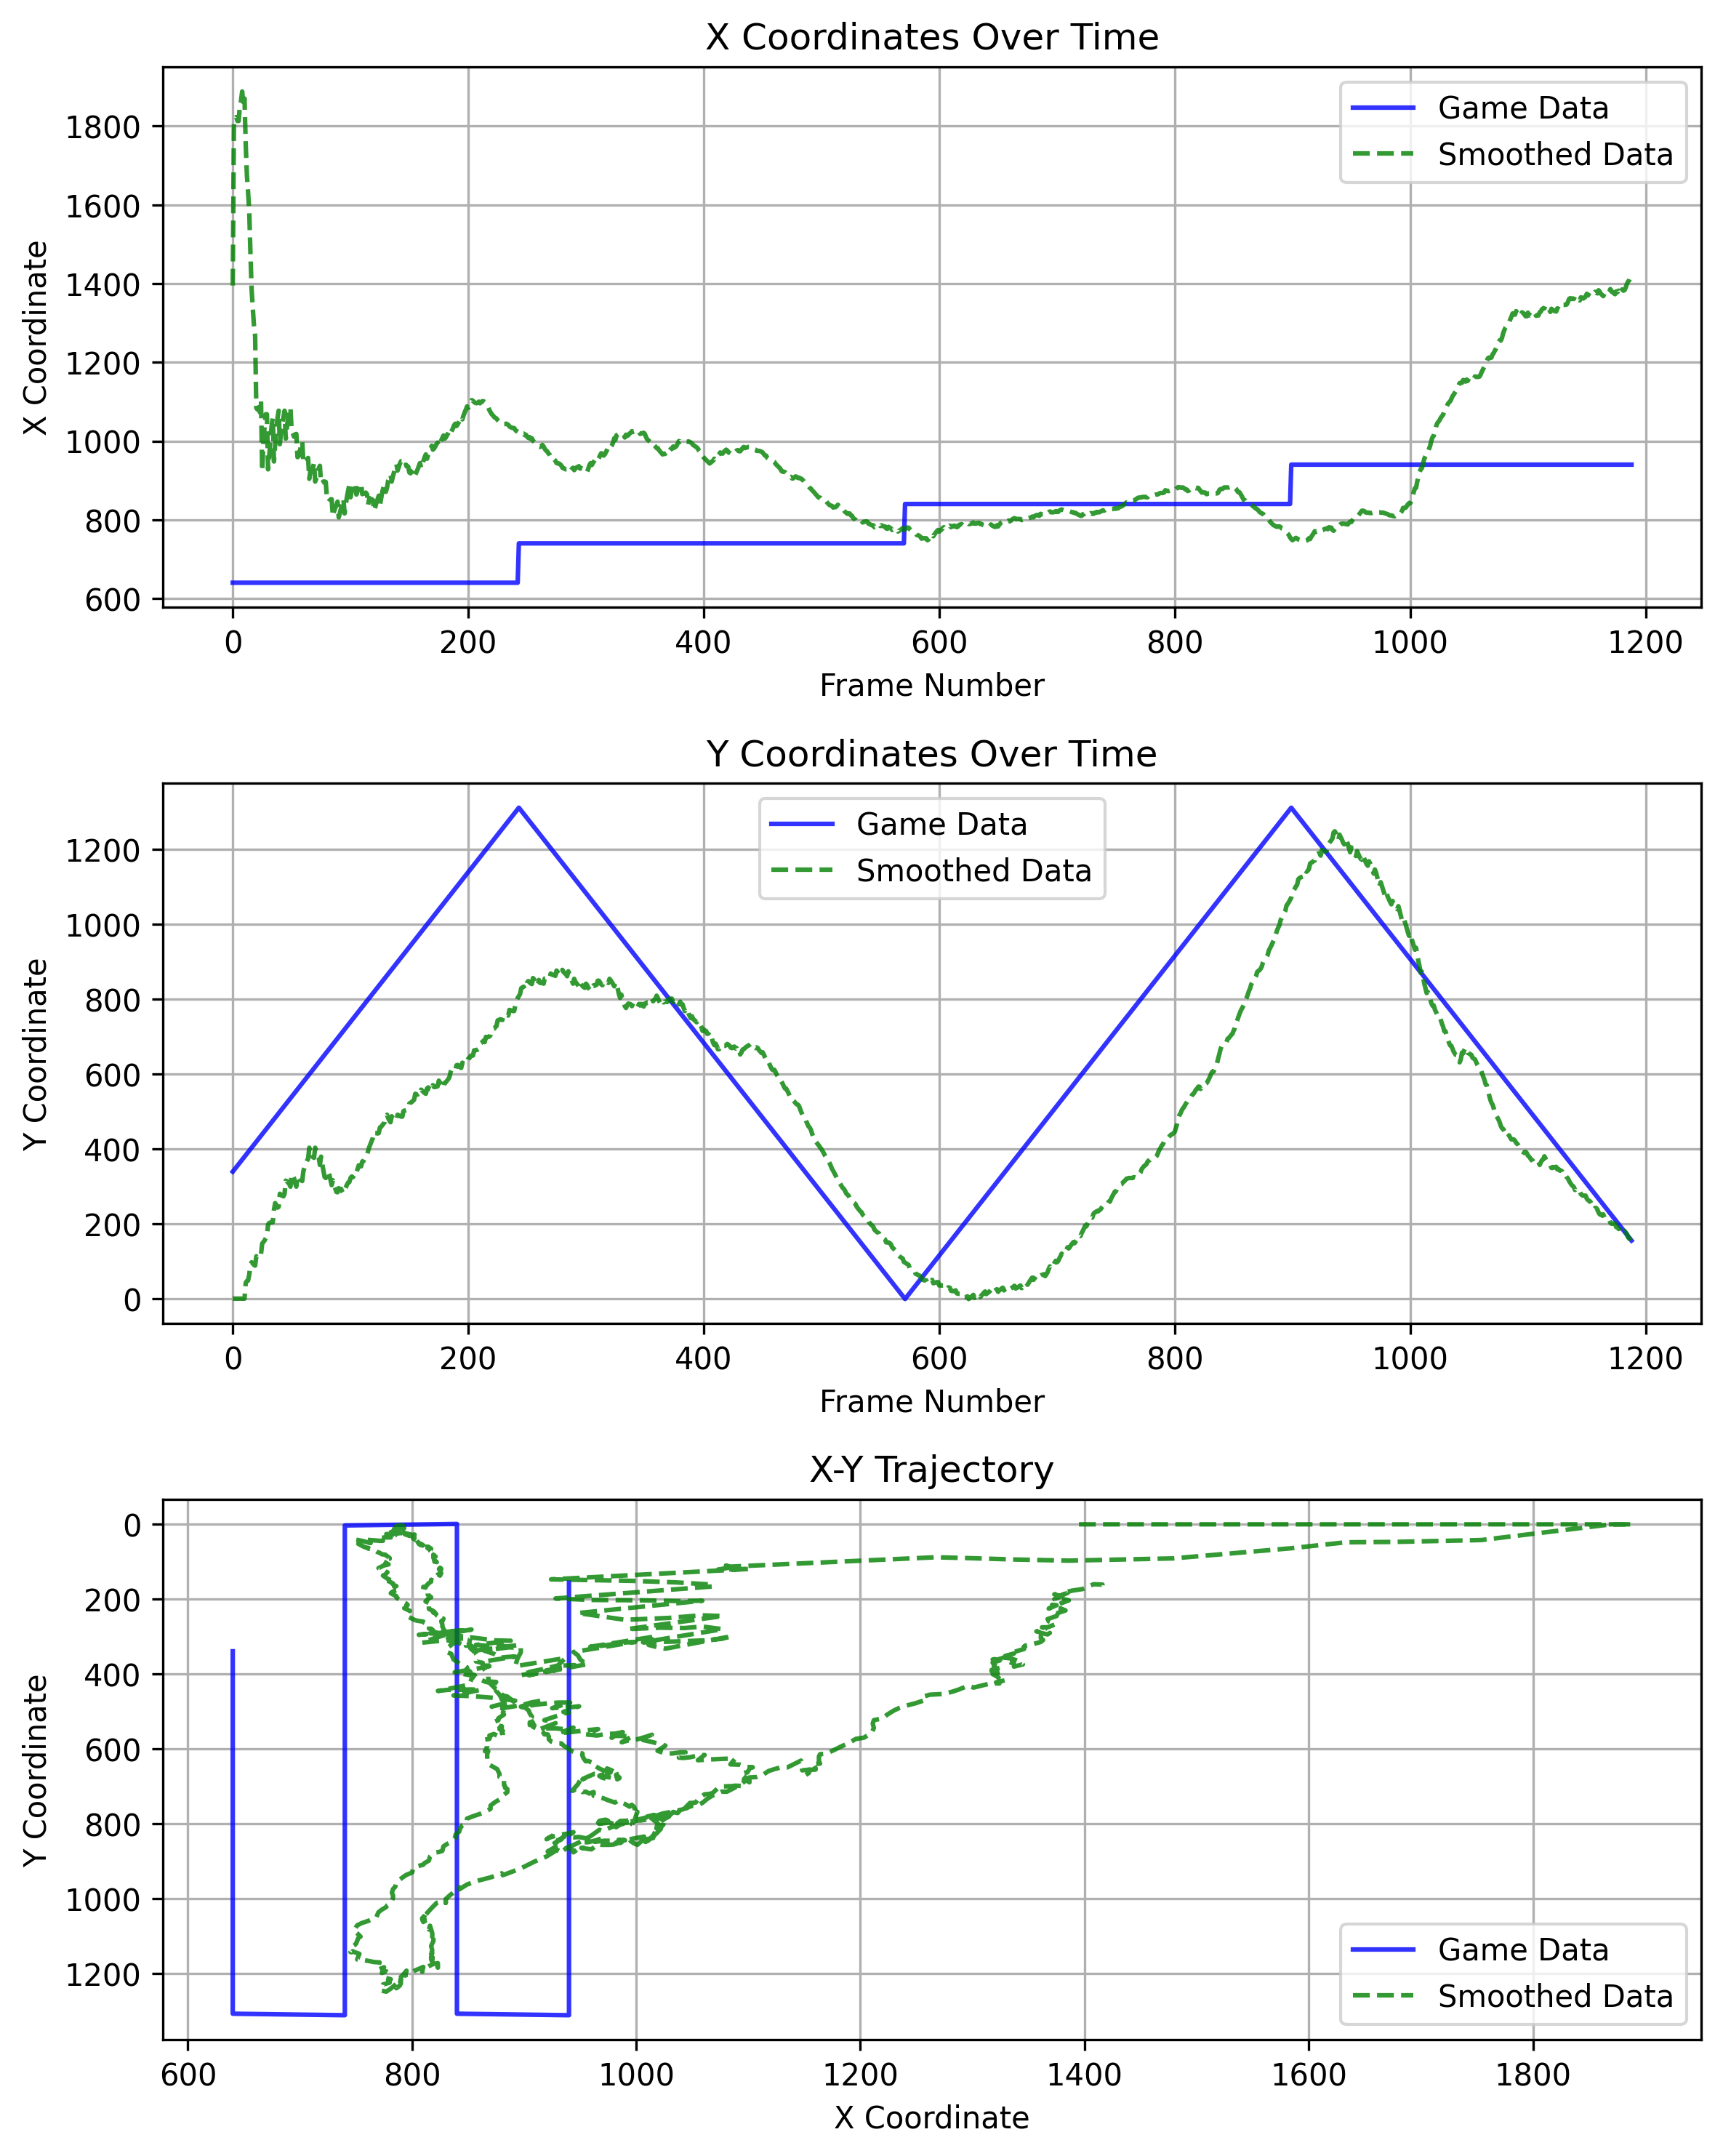 X Coordinates Over Time
Game Data
Smoothed Data
X Coordinate
1800
1600
1400
1200
1000
800
600
0 200 400 600 800 1000 1200
Frame Number
Y Coordinates Over Time
Game Data
Smoothed Data
Y Coordinate
1200
1000
800
600
400
200
0
0 200 400 600 800 1000 1200
Frame Number
X-Y Trajectory
Y Coordinate
0
200
400
600
800
1000
1200
Game Data
Smoothed Data
600 800 1000 1200 1400 1600 1800
X Coordinate